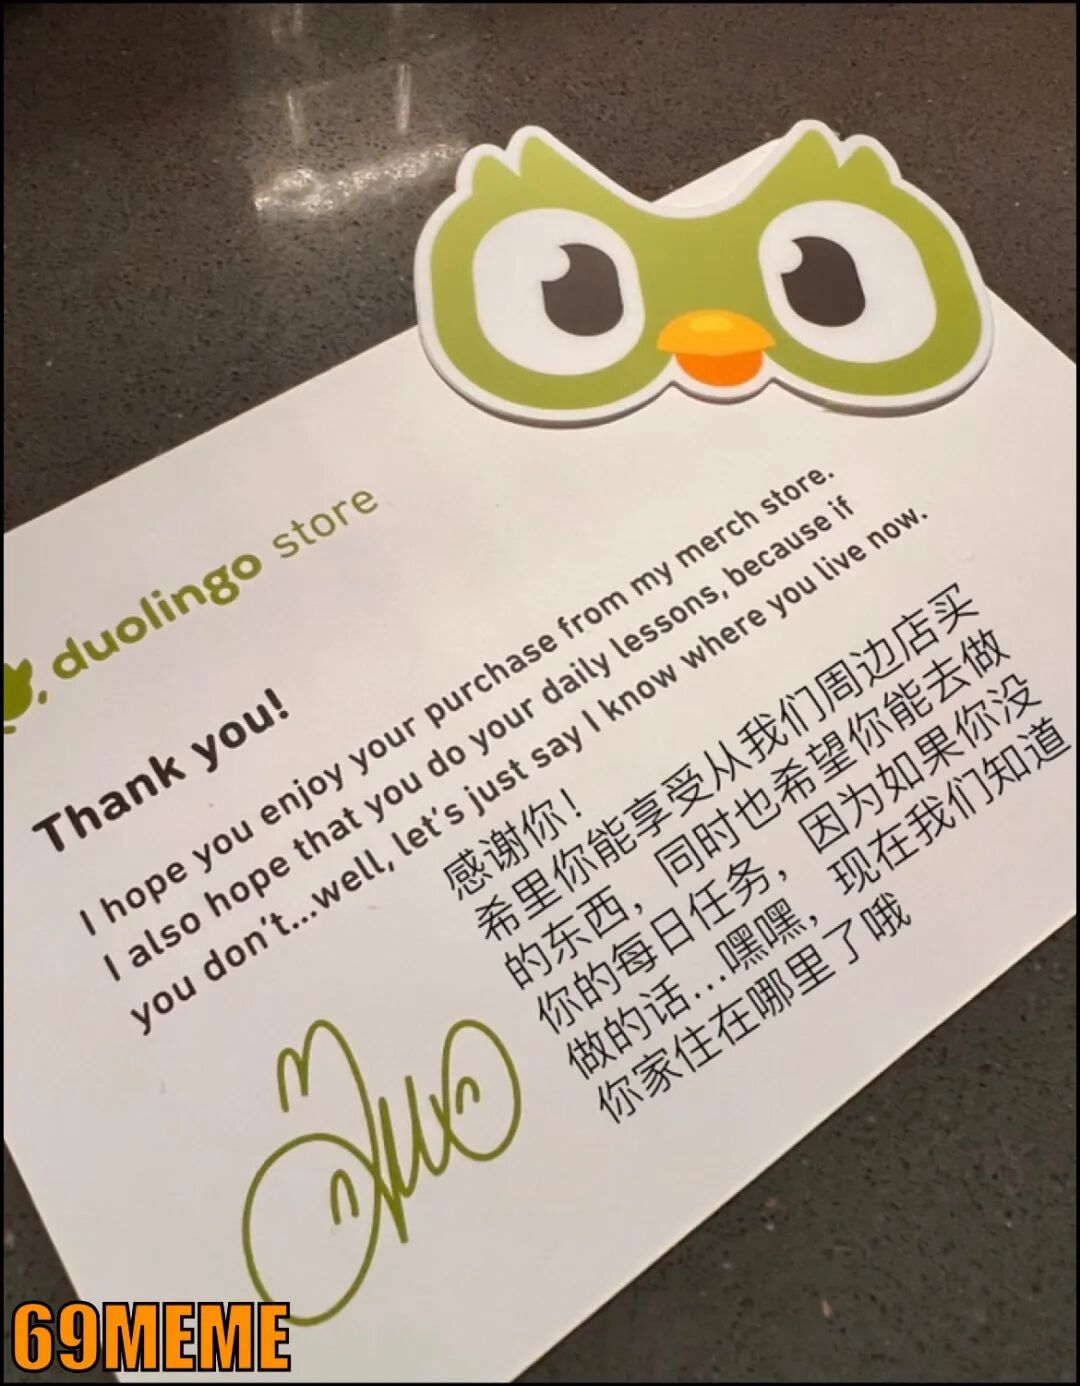 duolingo store
Thank you!
I hope you enjoy your purchase from my merch store.
I also hope that you do your daily lessons, because if
you don't...well, let's just say I know where you live now.
感谢你！
希里你能享受从我们周边店买
的东西，同时也希望你能去做
你的每日任务，因为如果你没
做的话...嘿嘿，现在我们知道
你家住在哪里了哦
Duo
69MEME